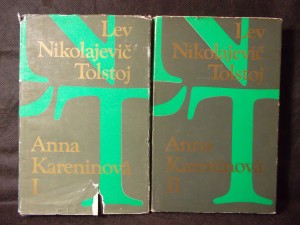 Lev
Nikolajevič
Tolstoj
Anna
Kareninová
I
Lev
Nikolajevič
Tolstoj
Anna
Kareninová
II